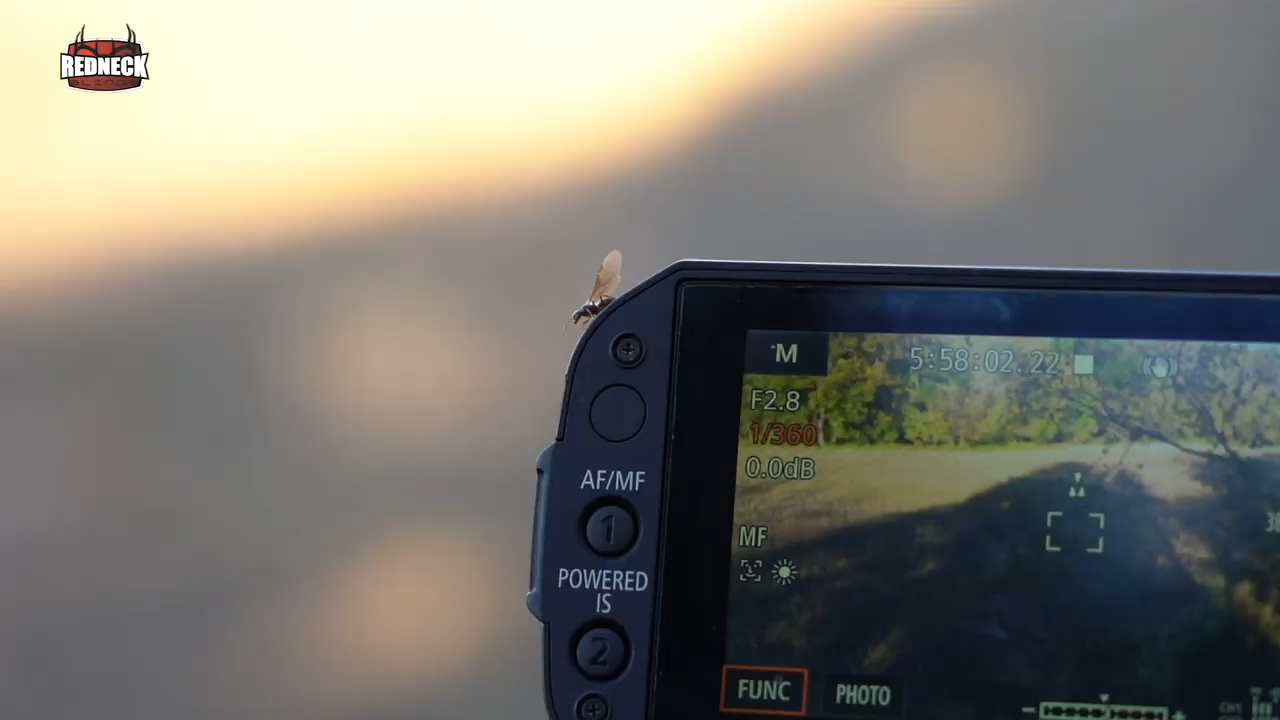 REDNECK
BLINDS
M
5:58:02.22
F2.8
1/360
0.0dB
AF/MF
1
MF
POWERED
IS
2
FUNC
PHOTO